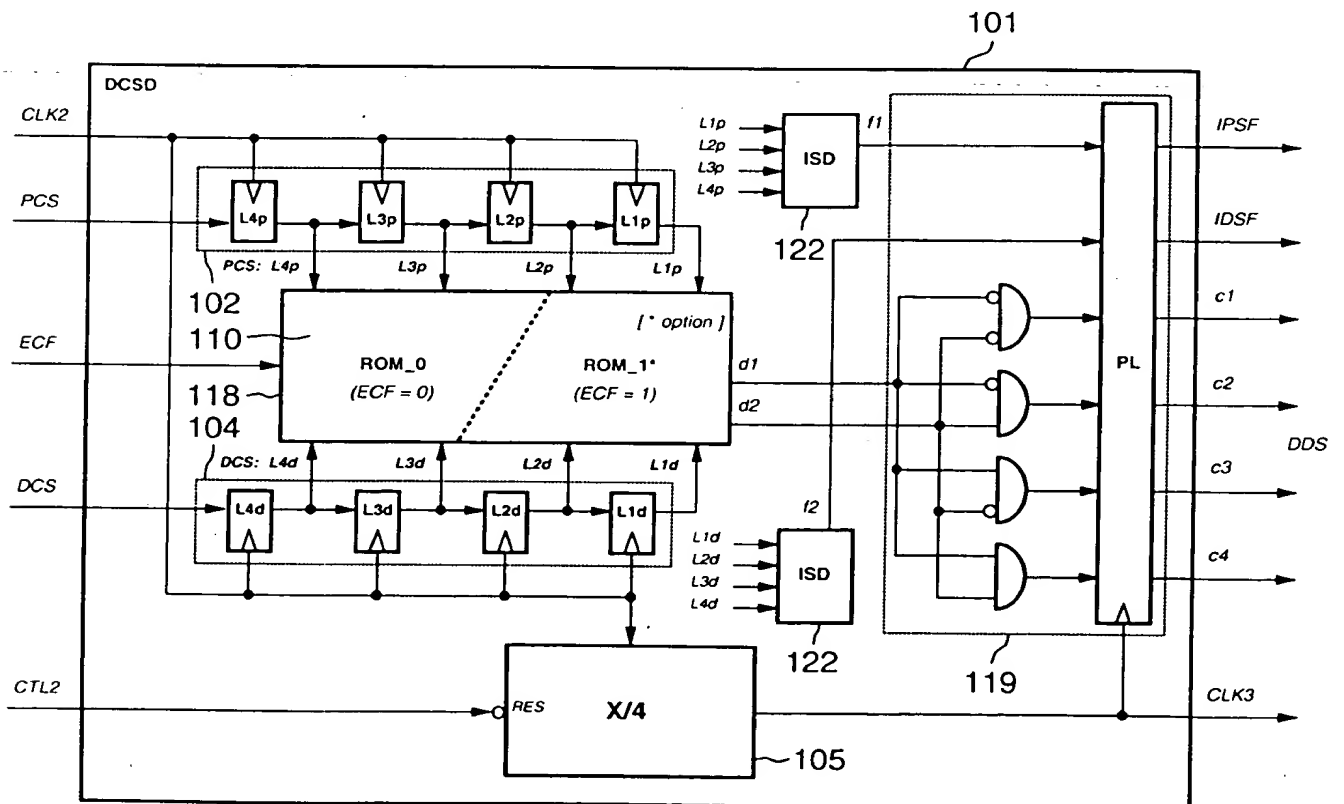 101
DCSD
CLK2
PCS
L4p
L3p
L2p
L1p
PCS: L4p
L3p
L2p
L1p
102
110
ECF
118
104
ROM_0
(ECF = 0)
[ * option ]
ROM_1*
(ECF = 1)
d1
d2
DCS: L4d
L3d
L2d
L1d
DCS
L4d
L3d
L2d
L1d
CTL2
RES
X/4
105
L1p
L2p
L3p
L4p
ISD
f1
122
f2
L1d
L2d
L3d
L4d
ISD
122
PL
119
IPSF
IDSF
c1
c2
DDS
c3
c4
CLK3